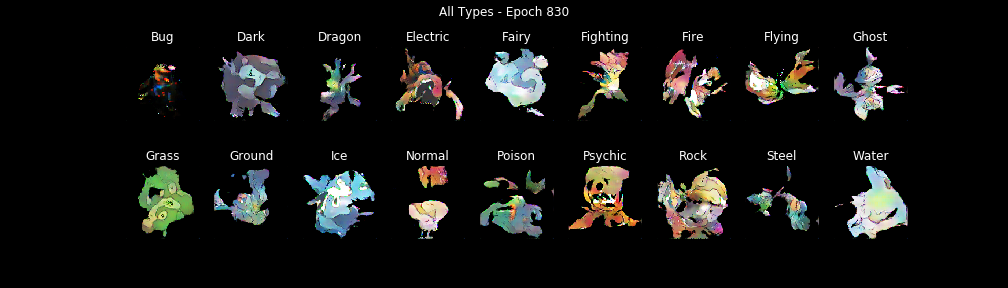 All Types - Epoch 830
Bug Dark Dragon Electric Fairy Fighting Fire Flying Ghost
Grass Ground Ice Normal Poison Psychic Rock Steel Water